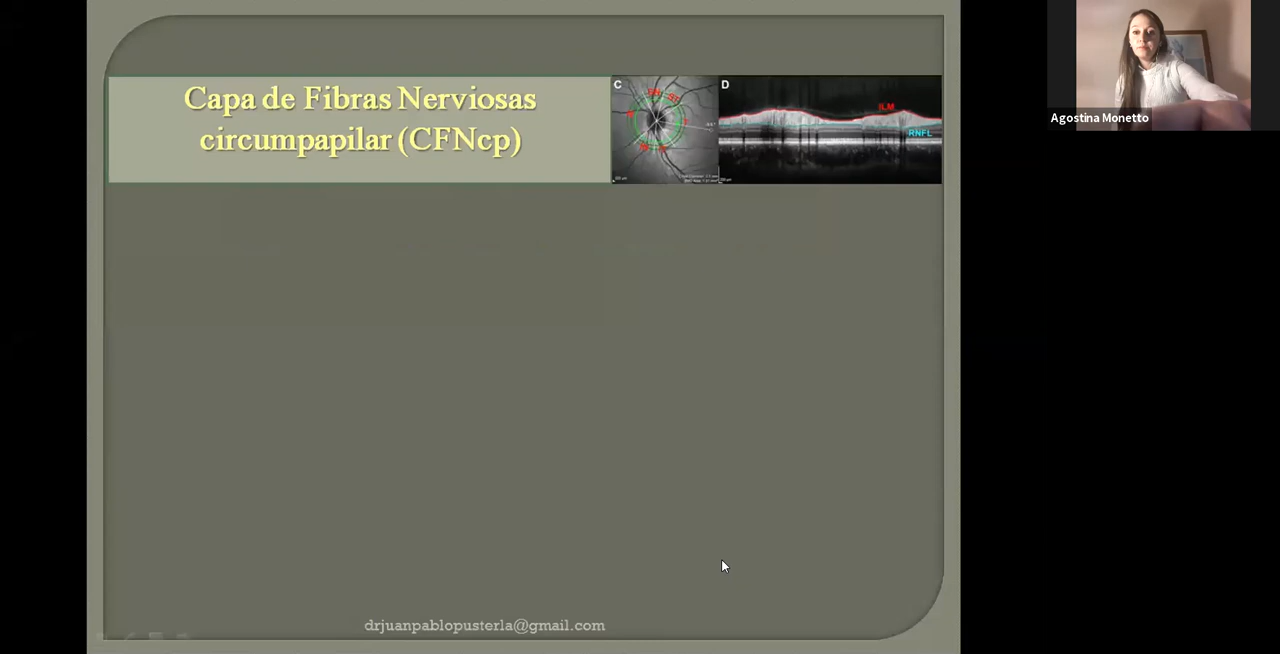 Capa de Fibras Nerviosas
circumpapilar (CFNcp)
C
D
ILM
RNFL
Agostina Monetto
drjuanpablopusterla@gmail.com